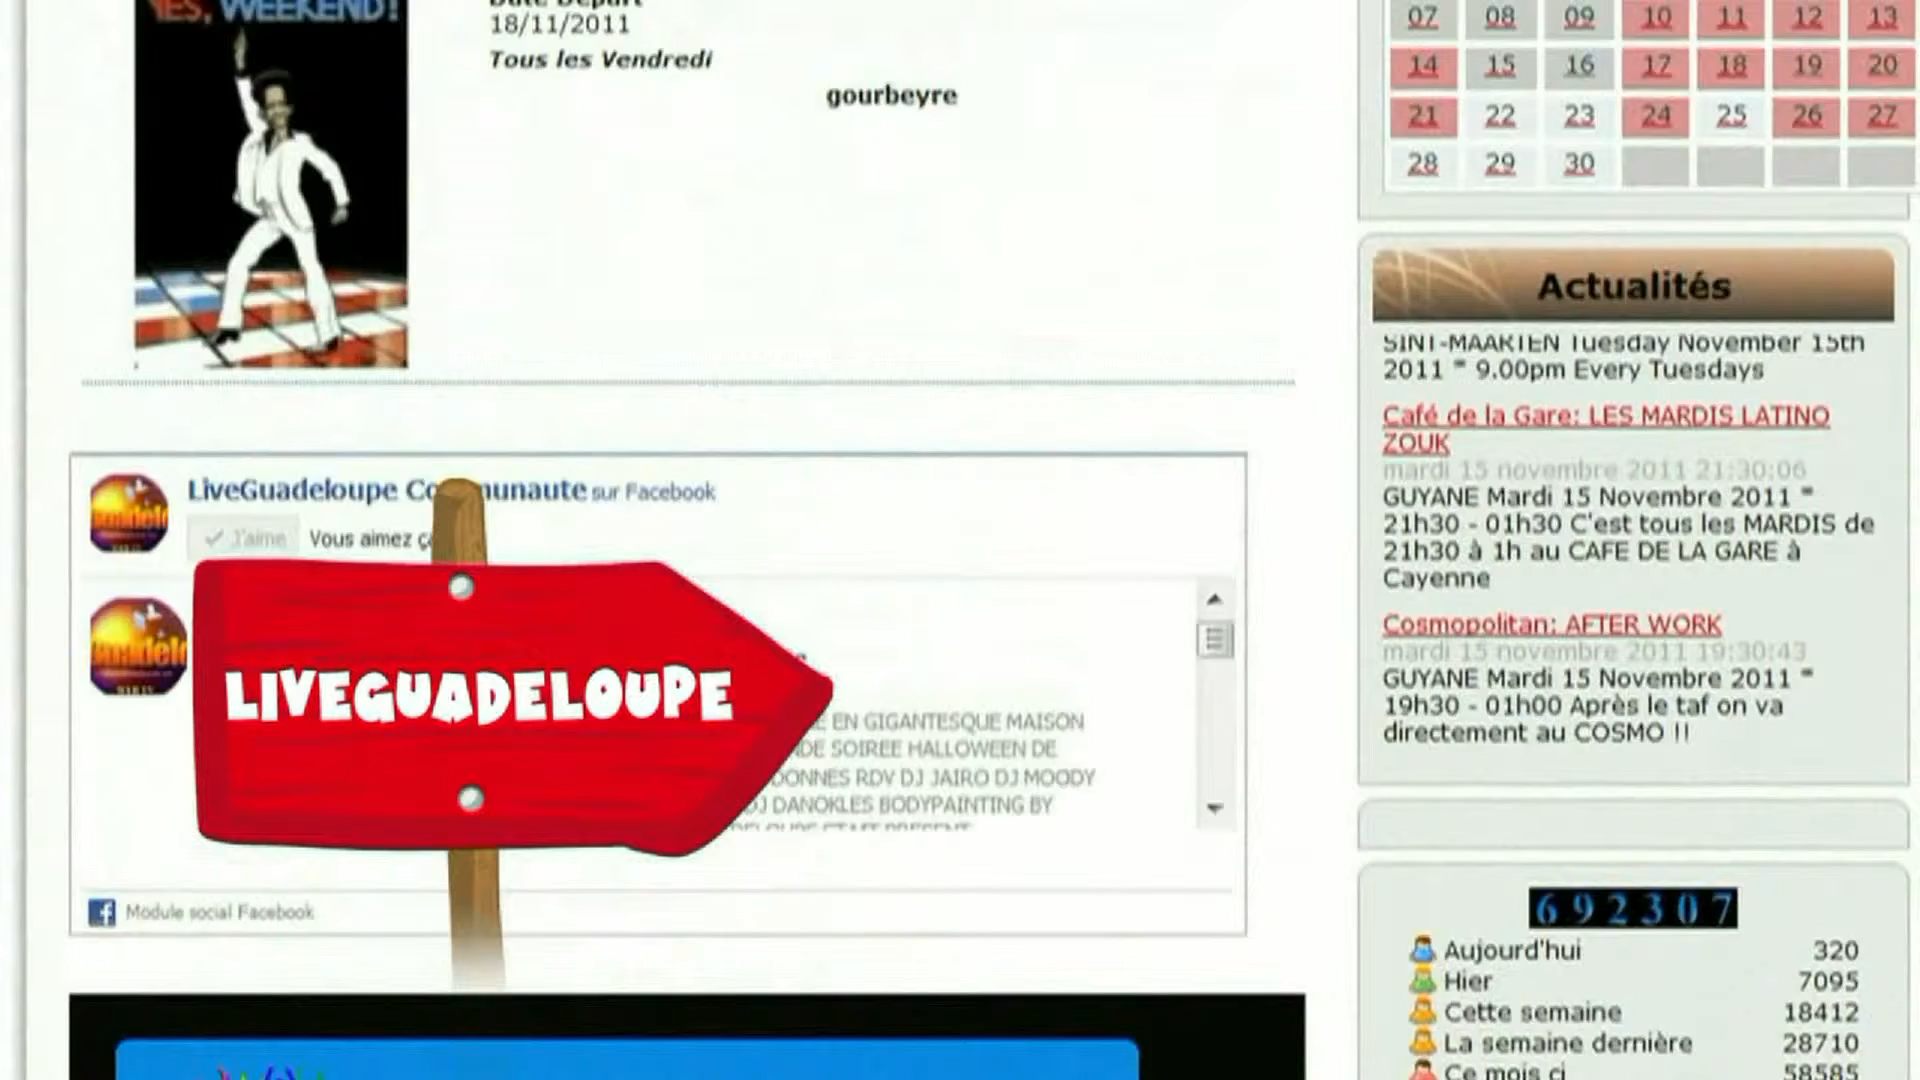 YES, WEEKEND!
Date Départ
18/11/2011
Tous les Vendredi
gourbeyre
LiveGuadeloupe sur Facebook
J'aime Vous aimez
LIVEGUADELOUPE
EN GIGANTESQUE MAISON
DE SOIREE HALLOWEEN DE
DONNES RDV DJ JAIRO DJ MOODY
DJ DANOKLES BODYPAINTING BY
Module social Facebook
07 08 09 10 11 12 13
14 15 16 17 18 19 20
21 22 23 24 25 26 27
28 29 30
Actualités
SINT-MAARTEN Tuesday November 15th
2011 " 9.00pm Every Tuesdays
Café de la Gare: LES MARDIS LATINO
ZOUK
mardi 15 novembre 2011 21:30:06
GUYANE Mardi 15 Novembre 2011 "
21h30 - 01h30 C'est tous les MARDIS de
21h30 à 1h au CAFE DE LA GARE à
Cayenne
Cosmopolitan: AFTER WORK
mardi 15 novembre 2011 19:30:43
GUYANE Mardi 15 Novembre 2011 "
19h30 - 01h00 Après le taf on va
directement au COSMO !!
692307
Aujourd'hui 320
Hier 7095
Cette semaine 18412
La semaine dernière 28710
Ce mois ci 58585